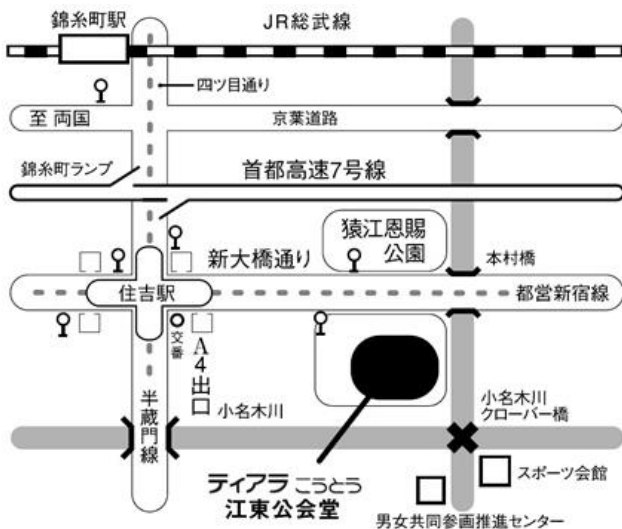 錦糸町駅
JR総武線
四ツ目通り
至 両国
京葉道路
錦糸町ランプ
首都高速7号線
猿江恩賜
公園
新大橋通り
本村橋
住吉駅
都営新宿線
交番
A4出口
半蔵門線
小名木川
小名木川
クローバー橋
ティアラ こうとう
江東公会堂
スポーツ会館
男女共同参画推進センター